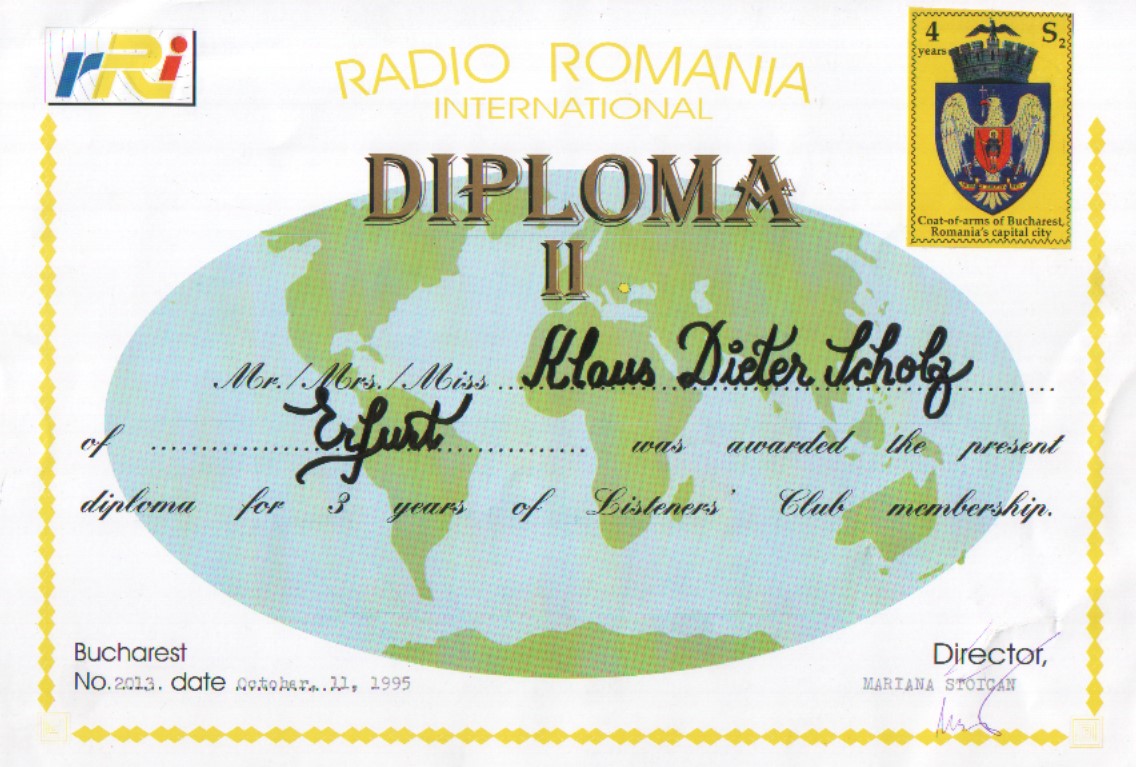 rRi
RADIO ROMANIA
INTERNATIONAL
4 years S2
Coat-of-arms of Bucharest,
Romania's capital city
DIPLOMA
II
Mr./Mrs./Miss Klaus Dieter Scholz
of Erfurt was awarded the present
diploma for 3 years of Listeners' Club membership.
Bucharest
No. 2013. date October, 11, 1995
Director,
MARIANA STOICAN